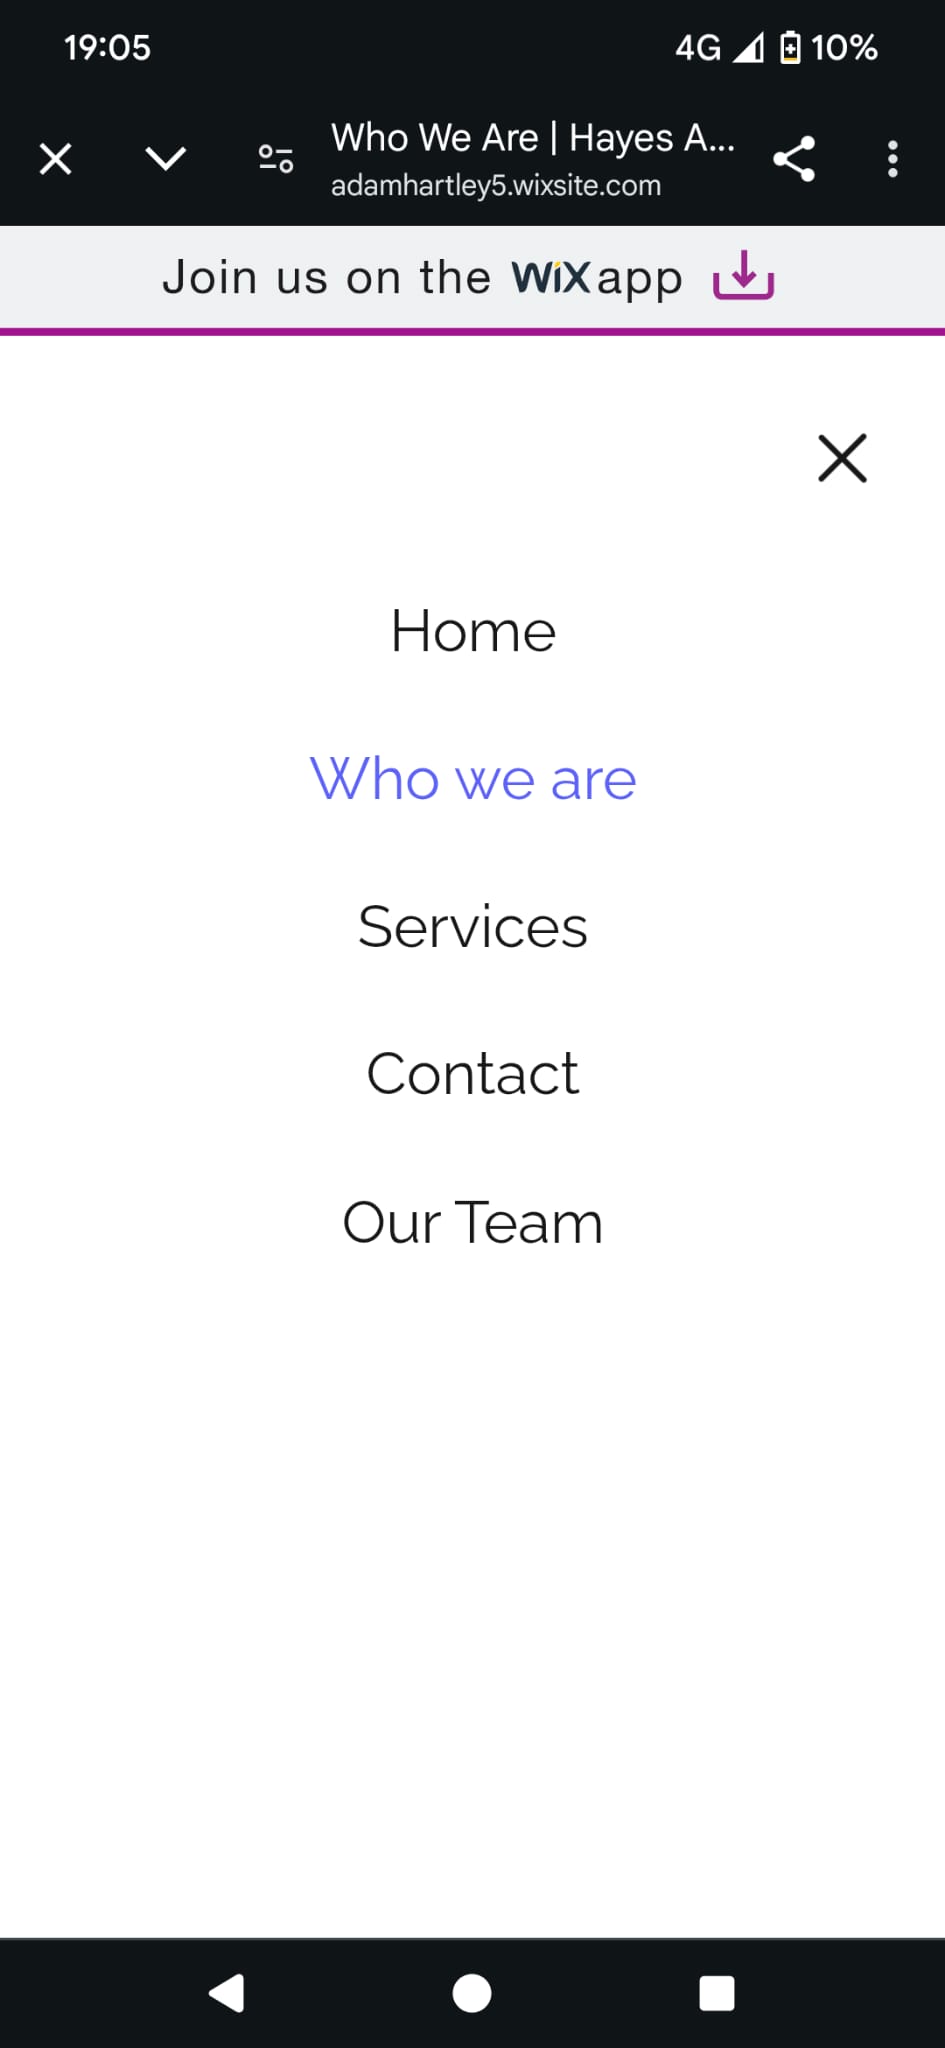 19:05
4G 10%
Who We Are | Hayes A...
adamhartley5.wixsite.com
Join us on the WiX app
Home
Who we are
Services
Contact
Our Team